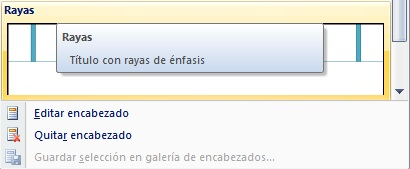 Rayas
Rayas
Título con rayas de énfasis
Editar encabezado
Quitar encabezado
Guardar selección en galería de encabezados...